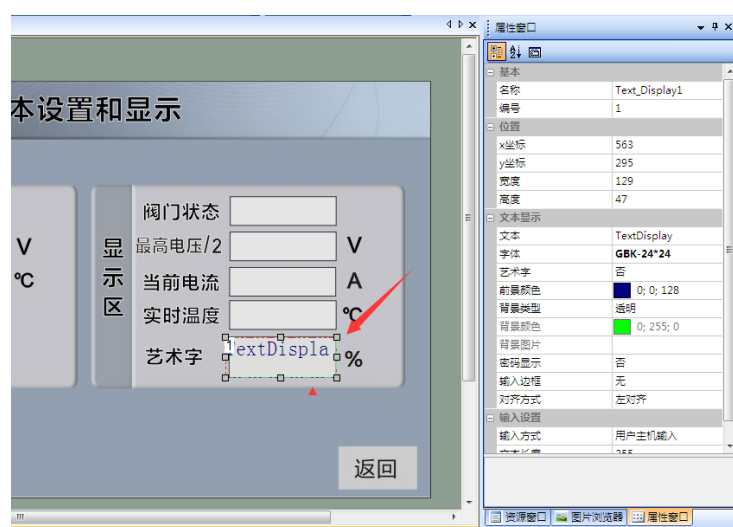 属性窗口
基本
名称 Text_Display1
编号 1
位置
x坐标 563
y坐标 295
宽度 129
高度 47
文本显示
文本 TextDisplay
字体 GBK-24*24
艺术字 否
前景颜色 0; 0; 128
背景类型 透明
背景颜色 0; 255; 0
背景图片
密码显示 否
输入边框 无
对齐方式 左对齐
输入设置
输入方式 用户主机输入
文本长度 255
资源窗口 图片浏览器 属性窗口
本设置和显示
V
℃
显示区
阀门状态
最高电压/2 V
当前电流 A
实时温度 ℃
艺术字 1 TextDispla %
返回